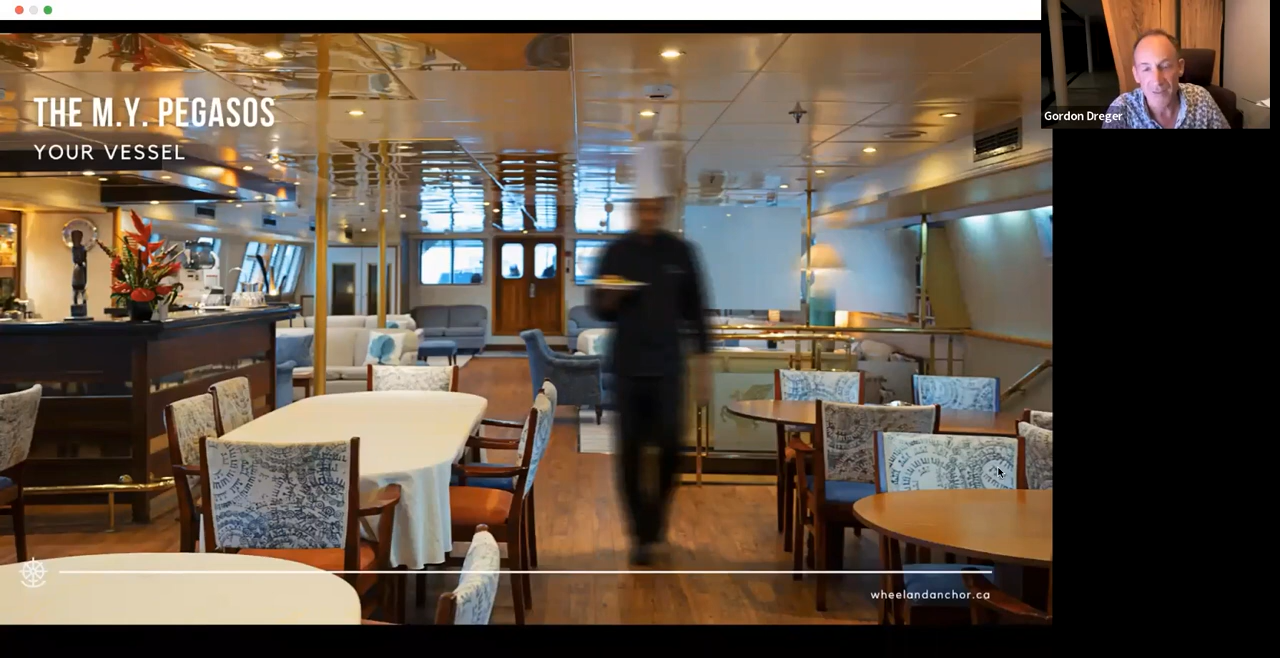 THE M.Y. PEGASOS
YOUR VESSEL
Gordon Dreger
wheelandanchor.ca